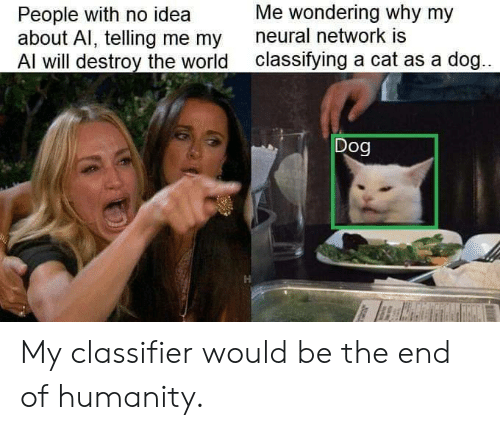 People with no idea
about AI, telling me my
AI will destroy the world
Me wondering why my
neural network is
classifying a cat as a dog..
Dog
H
My classifier would be the end
of humanity.